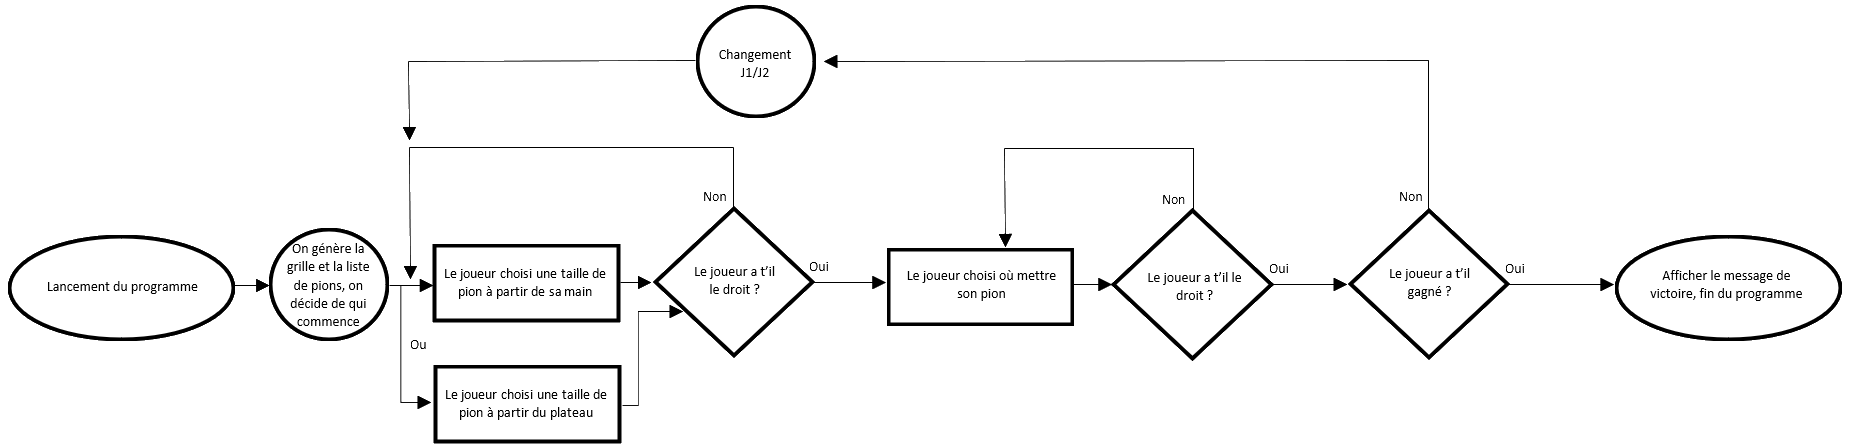 Changement
J1/J2
Non
Non
Non
Lancement du programme
On génère la
grille et la liste
de pions, on
décide de qui
commence
Ou
Le joueur choisi une taille de
pion à partir de sa main
Le joueur choisi une taille de
pion à partir du plateau
Le joueur a t’il
le droit ?
Oui
Le joueur choisi où mettre
son pion
Le joueur a t’il le
droit ?
Oui
Le joueur a t’il
gagné ?
Oui
Afficher le message de
victoire, fin du programme